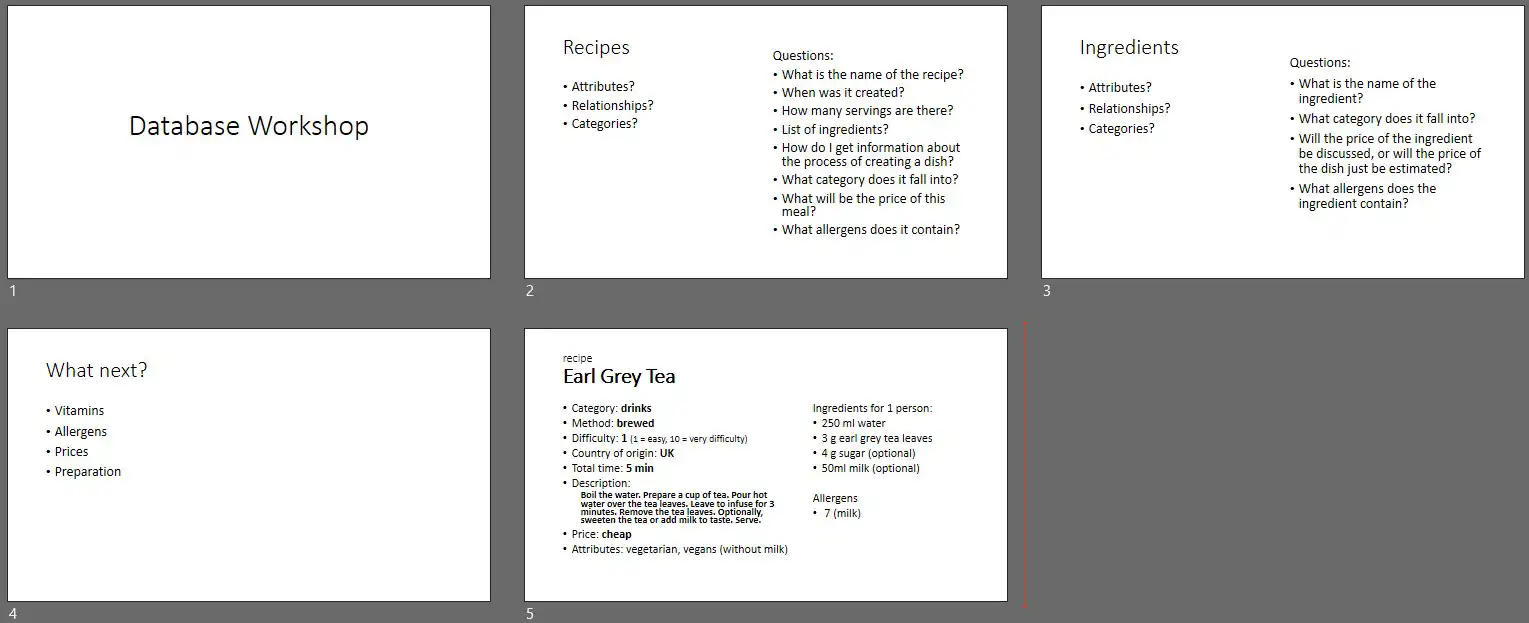 Database Workshop
1
Recipes
• Attributes?
• Relationships?
• Categories?
Questions:
• What is the name of the recipe?
• When was it created?
• How many servings are there?
• List of ingredients?
• How do I get information about
the process of creating a dish?
• What category does it fall into?
• What will be the price of this
meal?
• What allergens does it contain?
2
Ingredients
• Attributes?
• Relationships?
• Categories?
Questions:
• What is the name of the
ingredient?
• What category does it fall into?
• Will the price of the ingredient
be discussed, or will the price of
the dish just be estimated?
• What allergens does the
ingredient contain?
3
What next?
• Vitamins
• Allergens
• Prices
• Preparation
4
recipe
Earl Grey Tea
• Category: drinks
• Method: brewed
• Difficulty: 1 (1 = easy, 10 = very difficulty)
• Country of origin: UK
• Total time: 5 min
• Description:
Boil the water. Prepare a cup of tea. Pour hot
water over the tea leaves. Leave to infuse for 3
minutes. Remove the tea leaves. Optionally,
sweeten the tea or add milk to taste. Serve.
• Price: cheap
• Attributes: vegetarian, vegans (without milk)
Ingredients for 1 person:
• 250 ml water
• 3 g earl grey tea leaves
• 4 g sugar (optional)
• 50ml milk (optional)
Allergens
• 7 (milk)
5